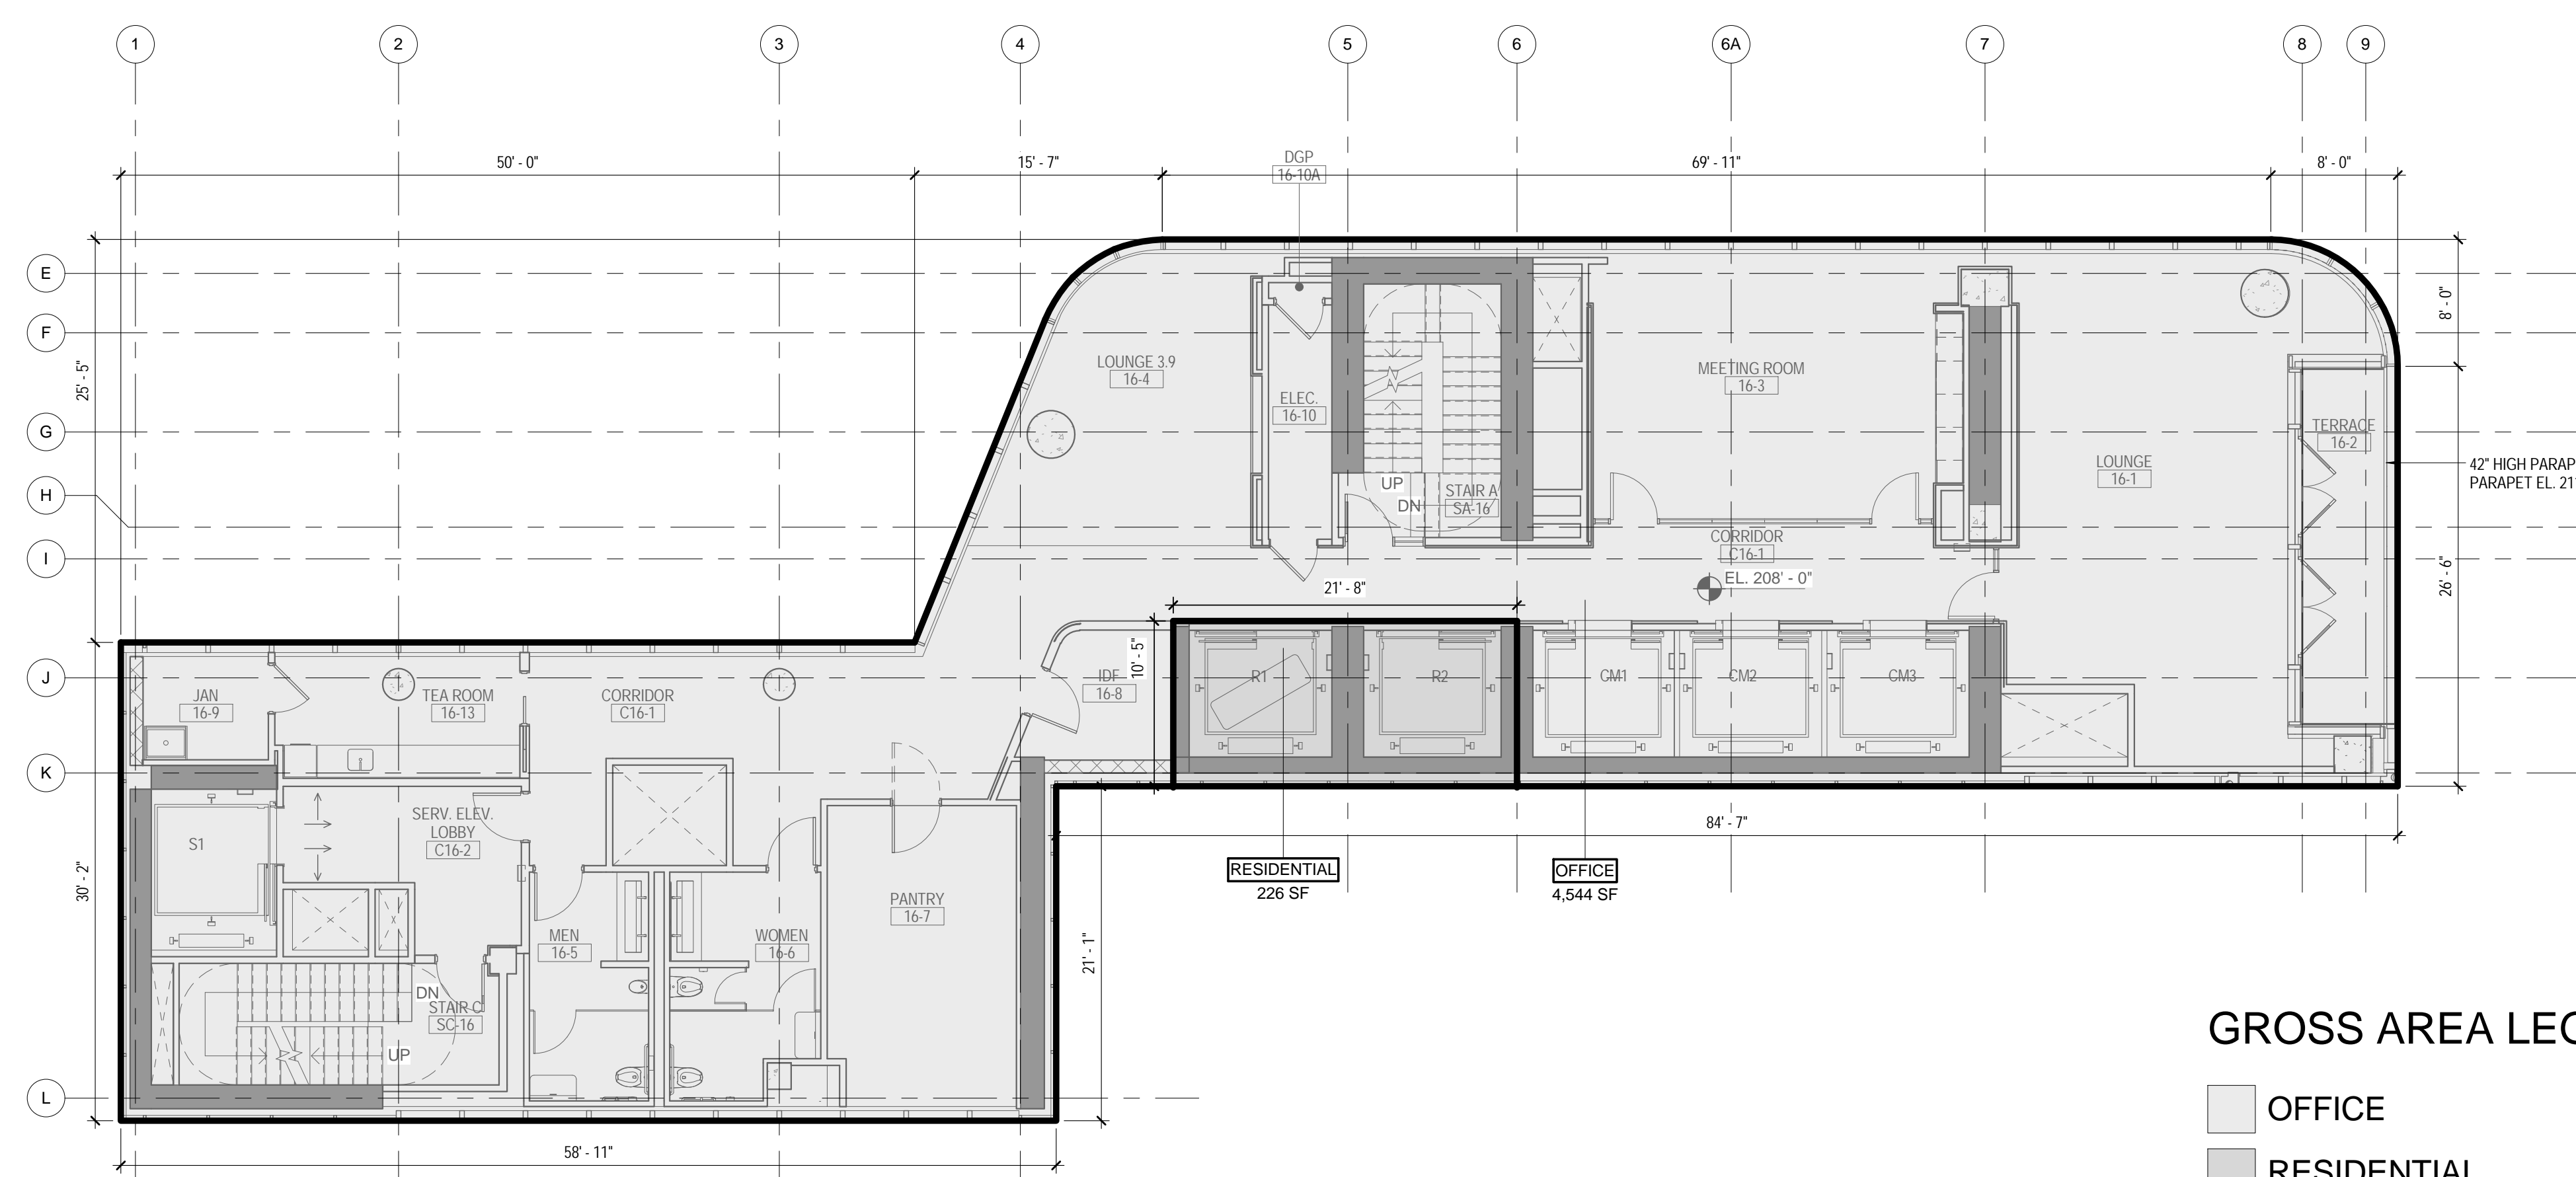 1
2
3
4
5
6
6A
7
8
9
50' - 0"
15' - 7"
69' - 11"
8' - 0"
DGP
16-10A
E
F
G
H
I
J
K
L
25' - 5"
30' - 2"
8' - 0"
26' - 6"
LOUNGE 3.9
16-4
ELEC.
16-10
UP
DN
STAIR A
SA-16
MEETING ROOM
16-3
CORRIDOR
C16-1
EL. 208' - 0"
LOUNGE
16-1
TERRACE
16-2
42" HIGH
21' - 8"
10' - 5"
JAN
16-9
TEA ROOM
16-13
CORRIDOR
C16-1
IDF
16-8
R1
R2
CM1
CM2
CM3
SERV. ELEV.
LOBBY
C16-2
S1
84' - 7"
RESIDENTIAL
226 SF
OFFICE
4,544 SF
PANTRY
16-7
MEN
16-5
WOMEN
16-6
21' - 1"
DN
STAIR C
SC-16
UP
58' - 11"
GROSS AREA
OFFICE
RESIDENTIAL
PARAPET EL.